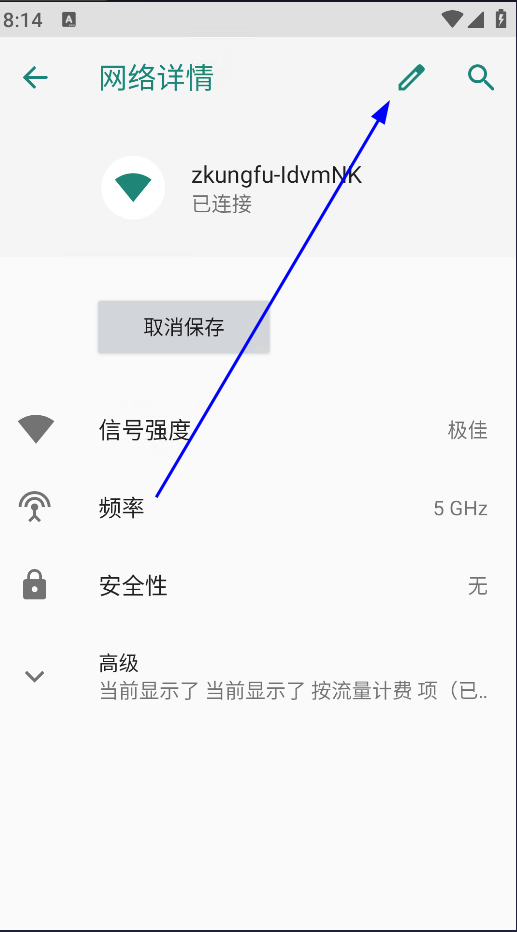 8:14 A
网络详情
zkungfu-IdvmNK
已连接
取消保存
信号强度 极佳
频率 5 GHz
安全性 无
高级
当前显示了 当前显示了 按流量计费 项（已..